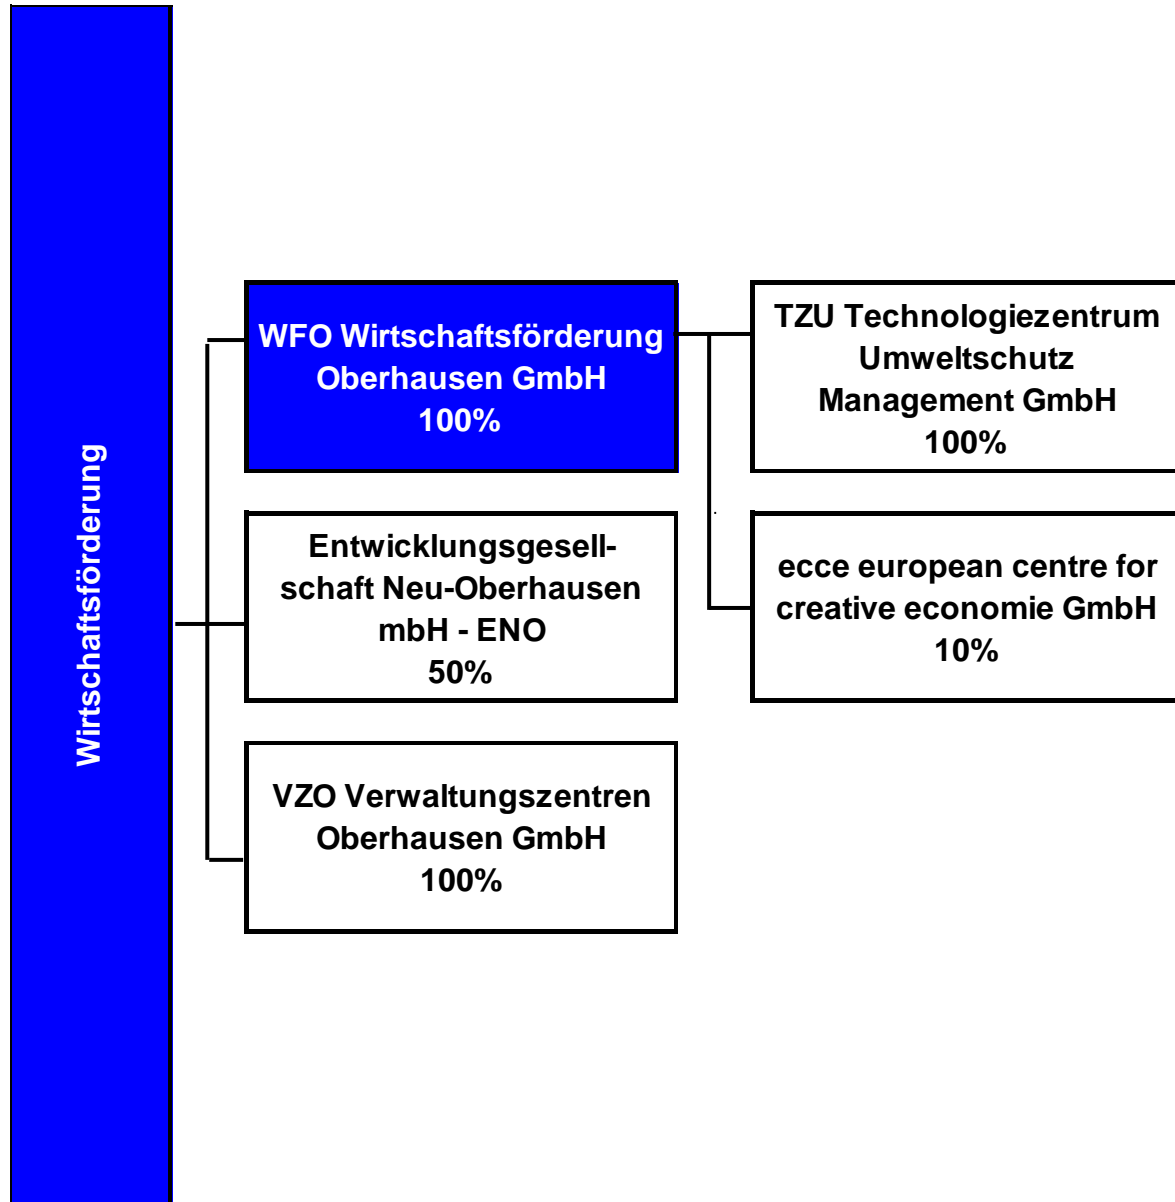 Wirtschaftsförderung
WFO Wirtschaftsförderung
Oberhausen GmbH
100%
Entwicklungsgesell-
schaft Neu-Oberhausen
mbH - ENO
50%
VZO Verwaltungszentren
Oberhausen GmbH
100%
TZU Technologiezentrum
Umweltschutz
Management GmbH
100%
ecce european centre for
creative economie GmbH
10%